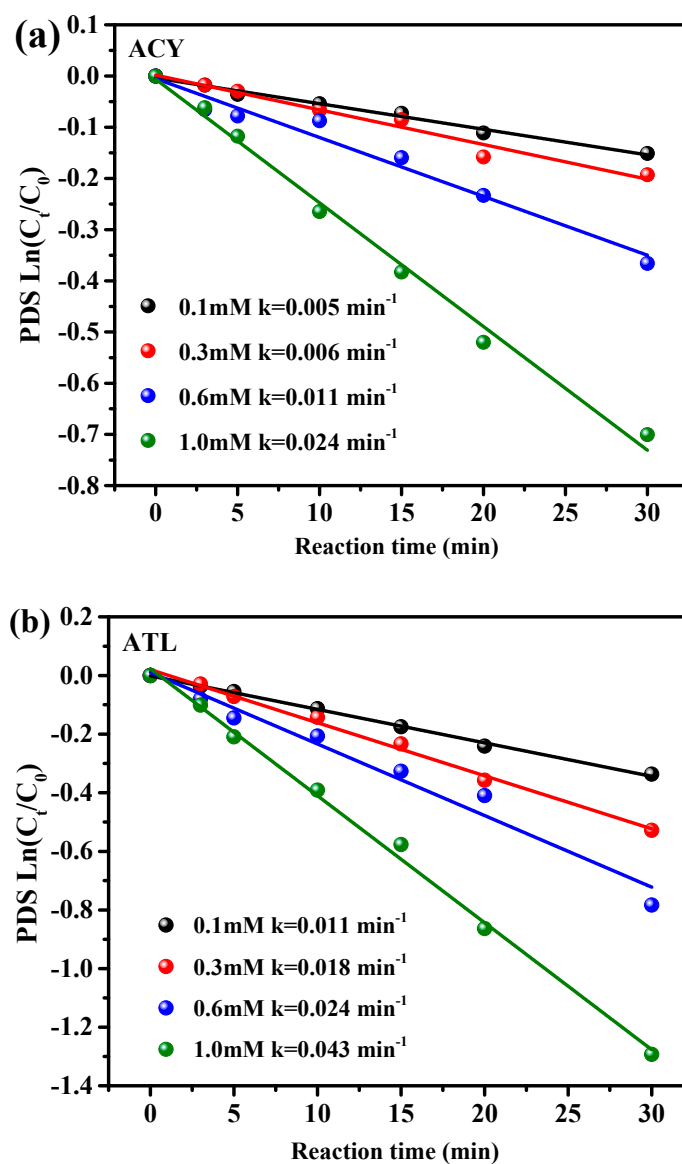 (a)
ACY
0.1
0.0
-0.1
-0.2
-0.3
-0.4
-0.5
-0.6
-0.7
-0.8
PDS Ln(Ct/C0)
0.1mM k=0.005 min-1
0.3mM k=0.006 min-1
0.6mM k=0.011 min-1
1.0mM k=0.024 min-1
0 5 10 15 20 25 30
Reaction time (min)
(b)
ATL
0.2
0.0
-0.2
-0.4
-0.6
-0.8
-1.0
-1.2
-1.4
PDS Ln(Ct/C0)
0.1mM k=0.011 min-1
0.3mM k=0.018 min-1
0.6mM k=0.024 min-1
1.0mM k=0.043 min-1
0 5 10 15 20 25 30
Reaction time (min)